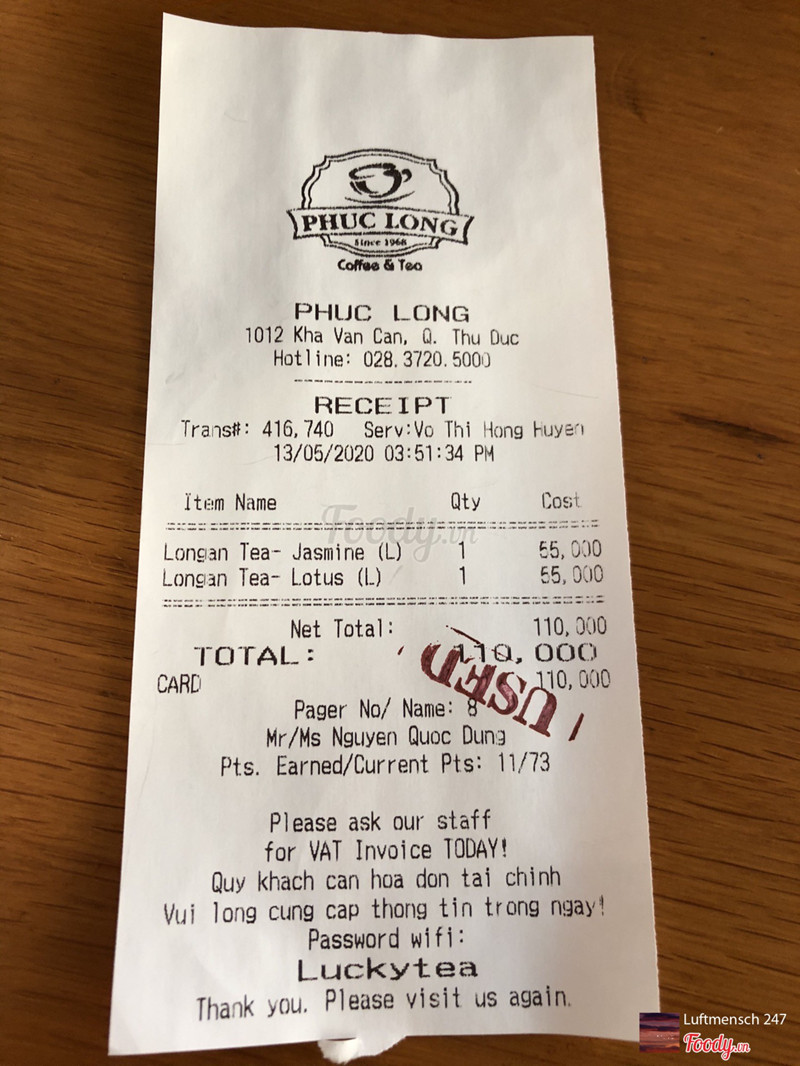 PHUC LONG
Since 1968
Coffee & Tea
PHUC LONG
1012 Kha Van Can, Q. Thu Duc
Hotline: 028.3720.5000
RECEIPT
Trans#: 416,740 Serv:Vo Thi Hong Huyen
13/05/2020 03:51:34 PM
Item Name Qty Cost
Foody.vn
Longan Tea- Jasmine (L) 1 55,000
Longan Tea- Lotus (L) 1 55,000
Net Total: 110,000
TOTAL: 110,000
USED
CARD 110,000
Pager No/ Name: 8
Mr/Ms Nguyen Quoc Dung
Pts. Earned/Current Pts: 11/73
Please ask our staff
for VAT Invoice TODAY!
Quy khach can hoa don tai chinh
Vui long cung cap thong tin trong ngay!
Password wifi:
Luckytea
Thank you. Please visit us again.
Luftmensch 247
Foody.vn